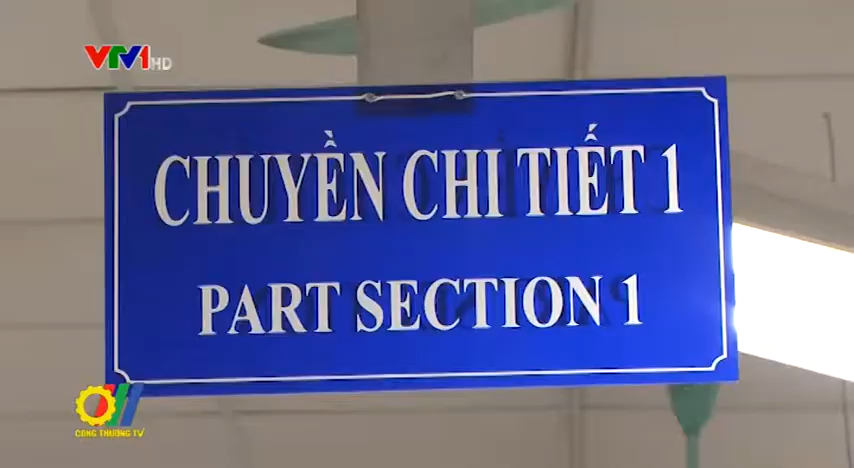 VTV1 HD
CHUYỀN CHI TIẾT 1
PART SECTION 1
CÔNG THƯƠNG TV